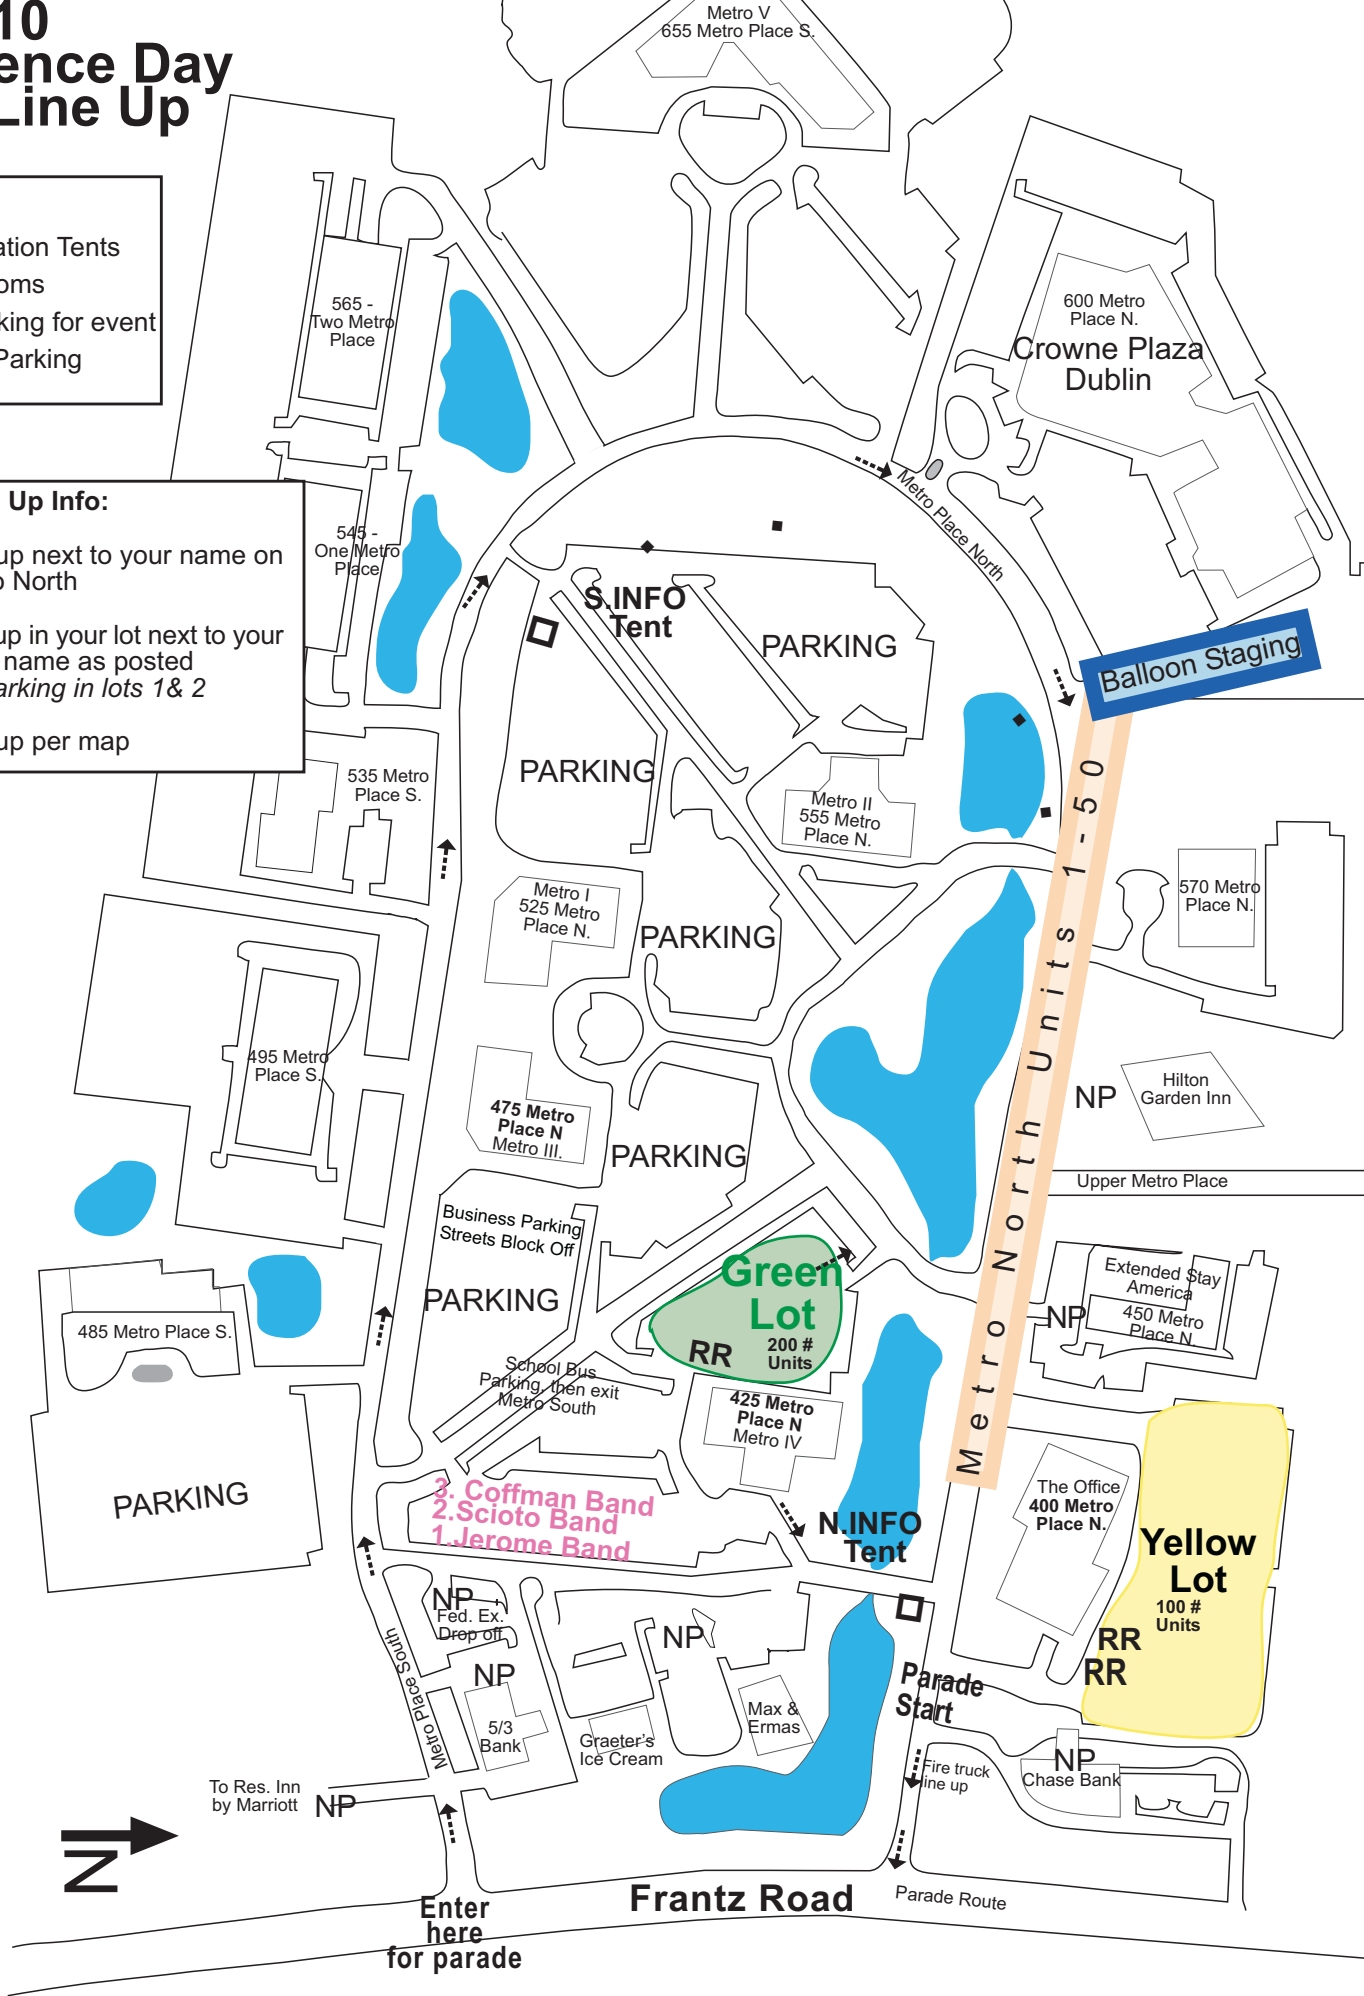 10
ence Day
Line Up
ation Tents
oms
king for event
Parking
Up Info:
up next to your name on
o North
up in your lot next to your
name as posted
arking in lots 1& 2
up per map
Metro V
655 Metro Place S.
565 -
Two Metro
Place
600 Metro
Place N.
Crowne Plaza
Dublin
545 -
One Metro
Place
Metro Place North
S.INFO
Tent
PARKING
Balloon Staging
PARKING
535 Metro
Place S.
Metro II
555 Metro
Place N.
Metro North Units 1-50
570 Metro
Place N.
Metro I
525 Metro
Place N.
PARKING
495 Metro
Place S.
475 Metro
Place N
Metro III.
PARKING
NP
Hilton
Garden Inn
Upper Metro Place
Business Parking
Streets Block Off
PARKING
Green
Lot
200 #
Units
RR
Extended Stay
America
NP
450 Metro
Place N.
485 Metro Place S.
School Bus
Parking, then exit
Metro South
425 Metro
Place N
Metro IV
PARKING
3. Coffman Band
2.Scioto Band
1.Jerome Band
The Office
400 Metro
Place N.
N.INFO
Tent
Yellow
Lot
100 #
Units
RR
RR
NP
Fed. Ex.
Drop off
NP
NP
Metro Place South
5/3
Bank
Graeter's
Ice Cream
Max &
Ermas
Parade
Start
Fire truck
line up
NP
Chase Bank
To Res. Inn
by Marriott
NP
N
Enter
here
for parade
Frantz Road
Parade Route